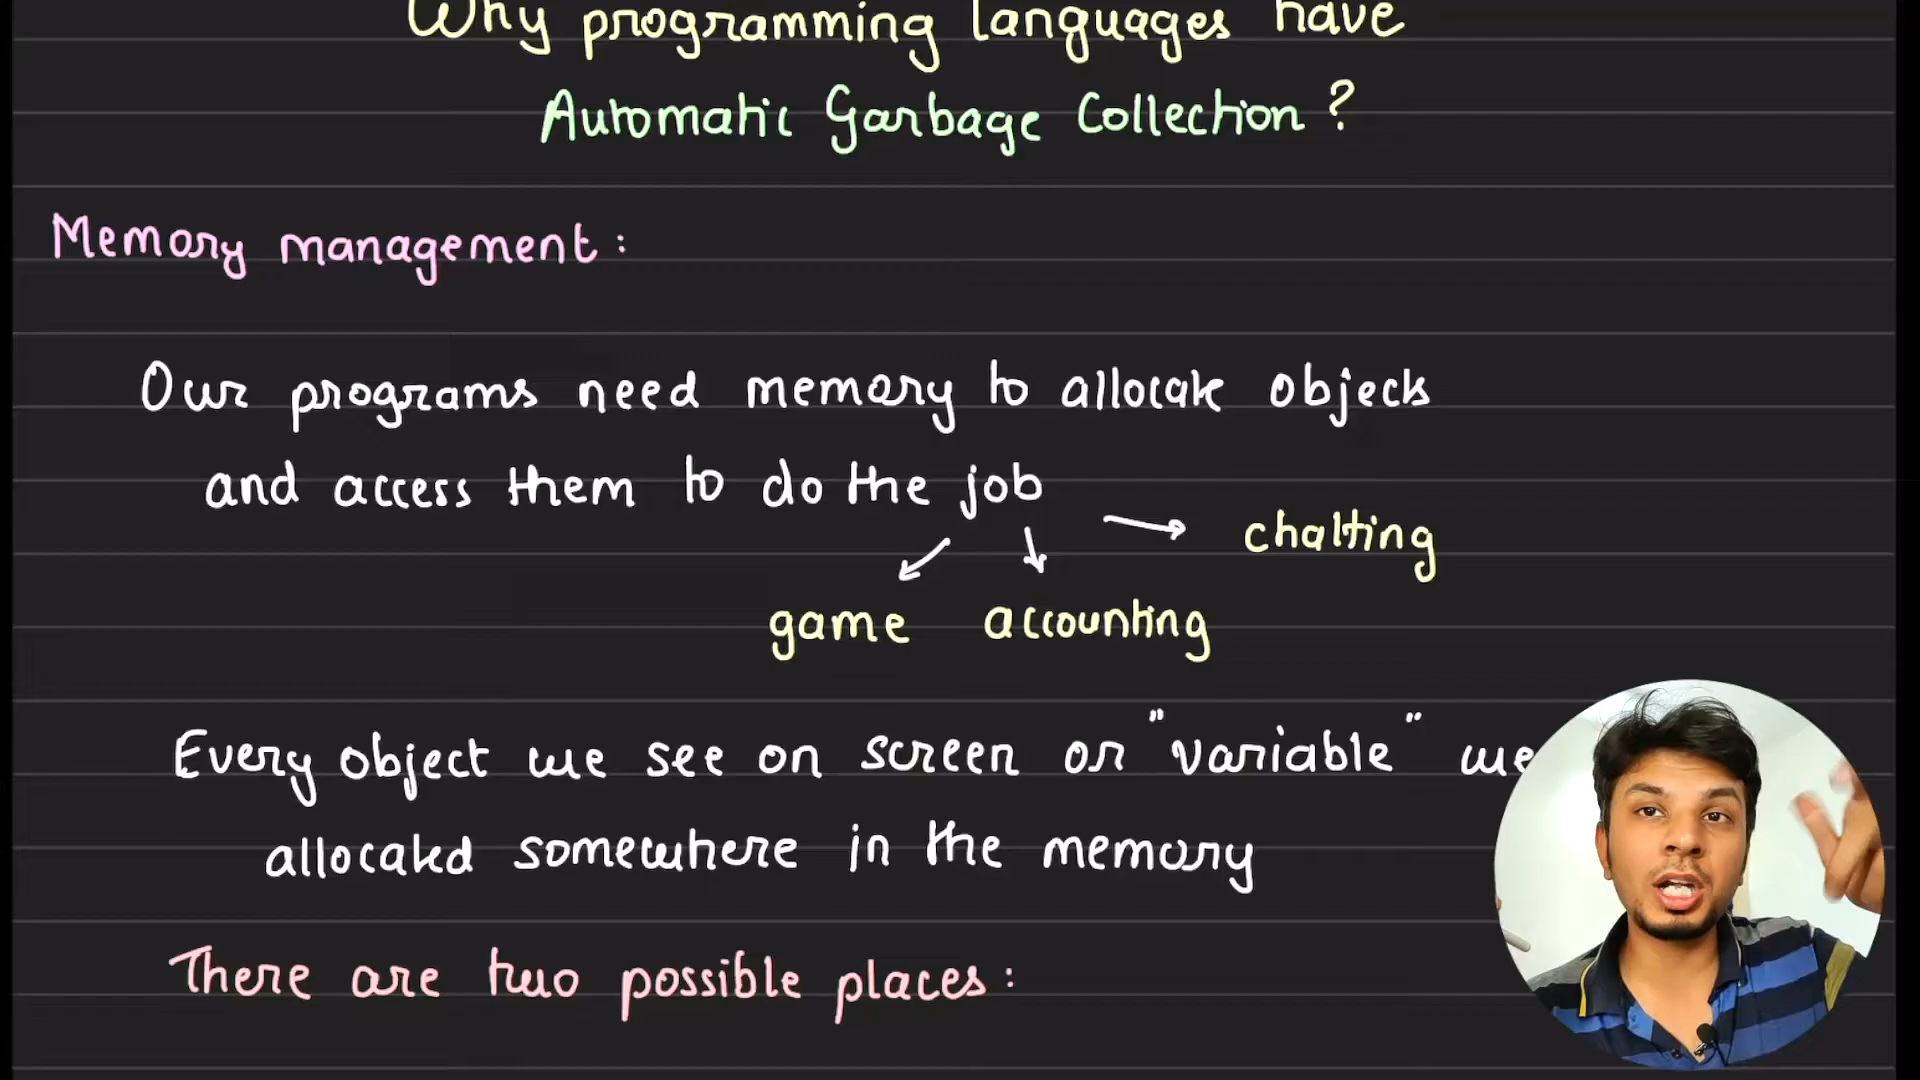 Why programming languages have
Automatic Garbage Collection ?
Memory management :
Our programs need memory to allocate objects
and access them to do the job
chatting
game accounting
Every object we see on screen or "variable" we
allocated somewhere in the memory
There are two possible places :